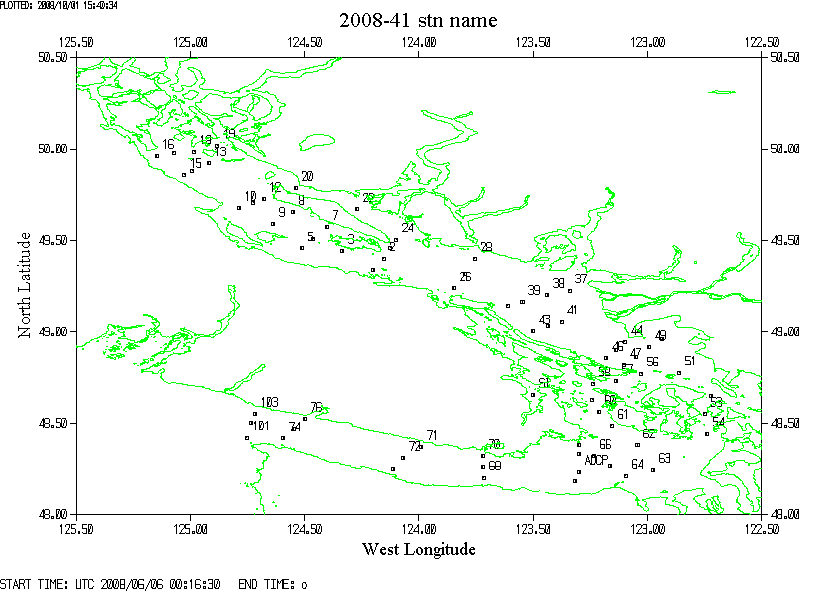 PLOTTED: 2008/10/01 15:40:34
2008-41 stn name
125.50 125.00 124.50 124.00 123.50 123.00 122.50
50.50 50.50
19
16 18
13
50.00 50.00
15
20
12
10 22
9 7
24
5 3
49.50 2 28
49.50
37
26 38
39
41
43
49.00 44 49 49.00
47
56 51
58
61
103 76
53
48.50 101 74 61 54 48.50
71 62
72 70 66
69 ADCP 64 63
48.00 48.00
125.50 125.00 124.50 124.00 123.50 123.00 122.50
North Latitude
West Longitude
START TIME: UTC 2008/06/06 00:16:30 END TIME: o